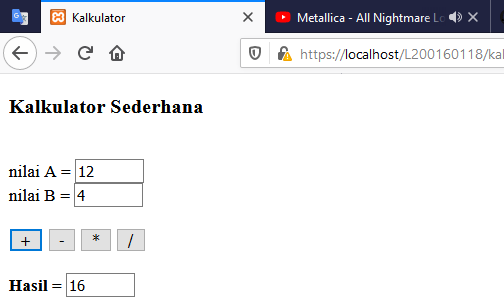 Kalkulator
Metallica - All Nightmare Lo
https://localhost/L200160118/kal
Kalkulator Sederhana
nilai A = 12
nilai B = 4
+ - * /
Hasil = 16